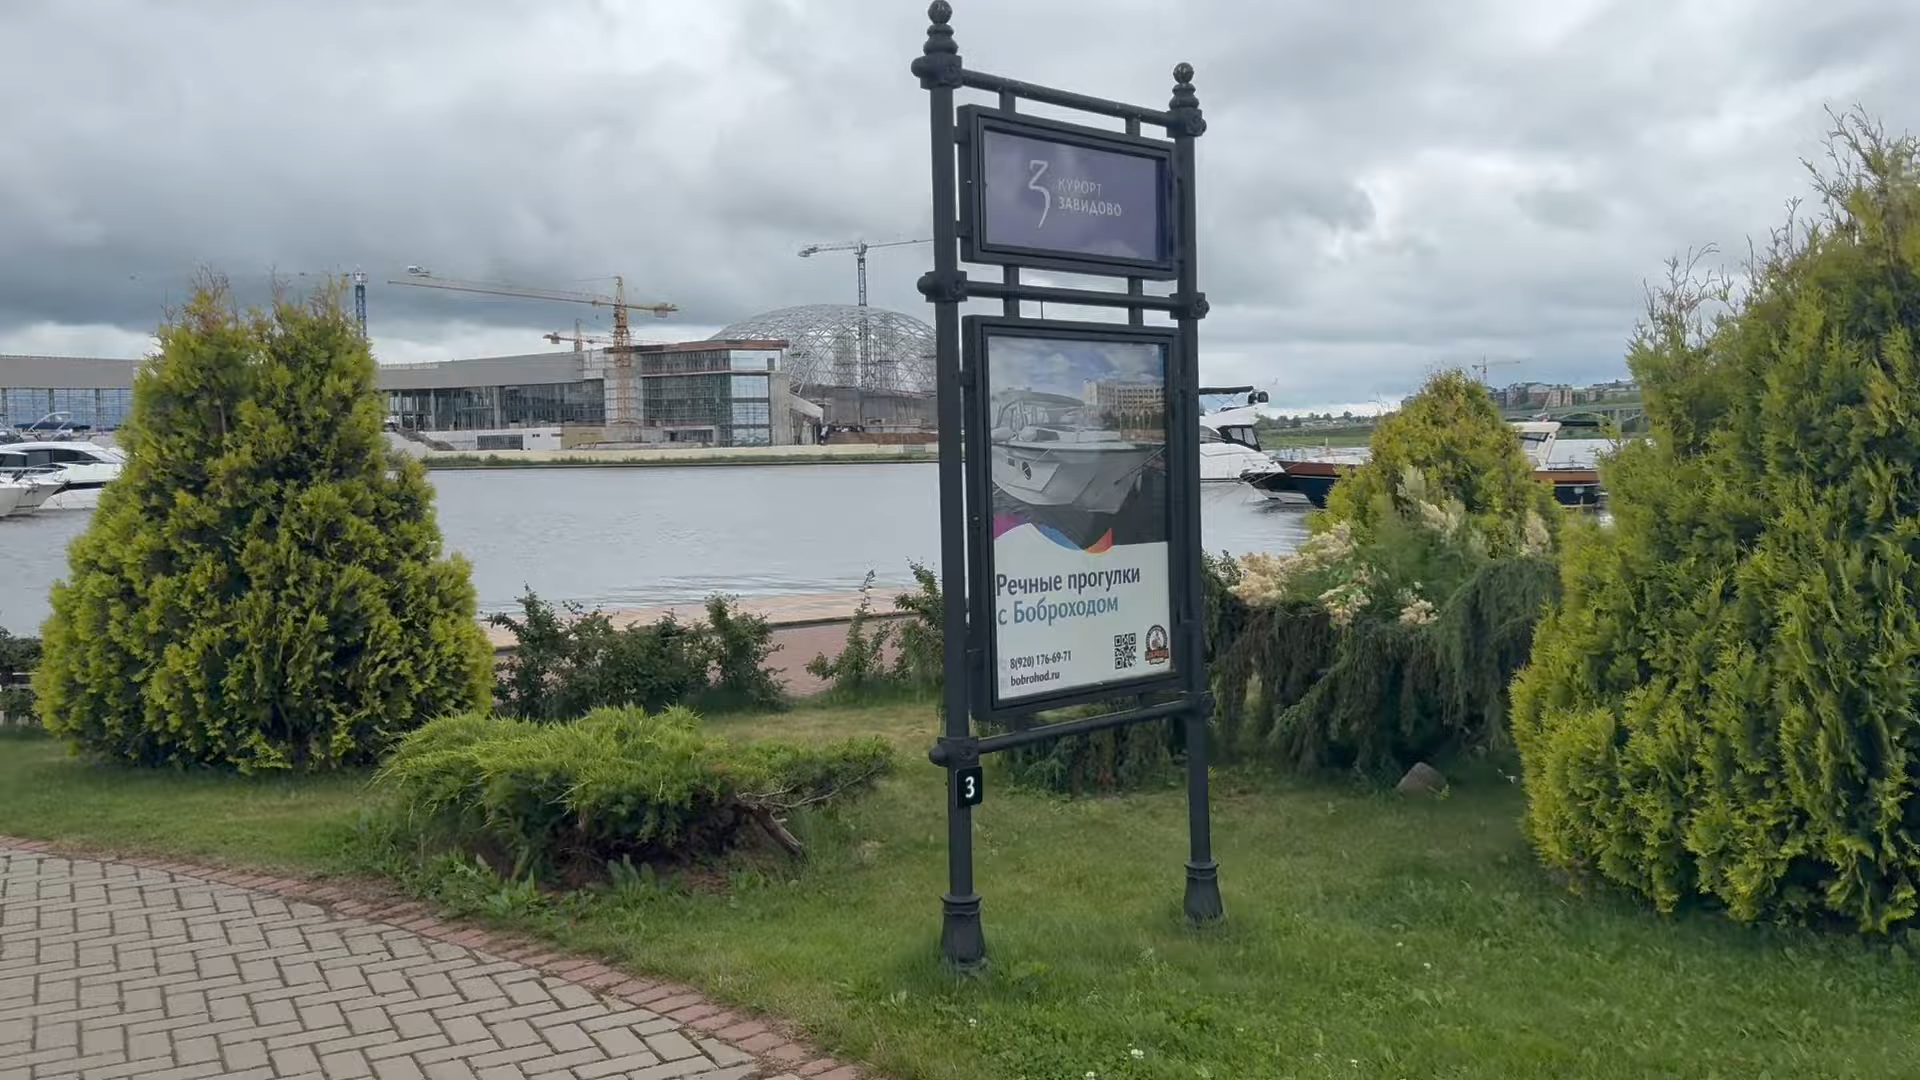 КУРОРТ
ЗАВИДОВО
Речные прогулки
с Боброходом
8(920) 176-69-71
bobrohod.ru
3